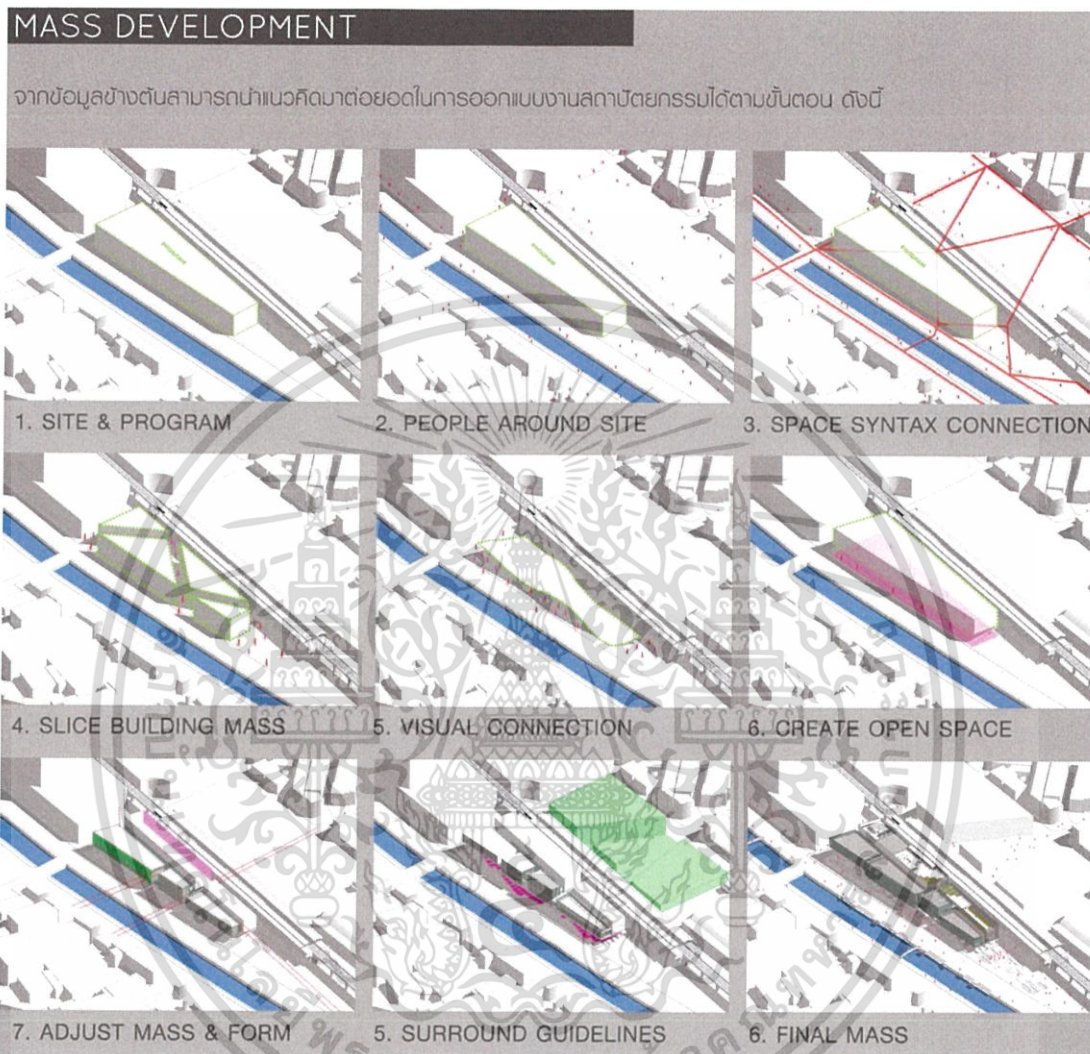 MASS DEVELOPMENT
จากข้อมูลข้างต้นสามารถนำแนวคิดมาต่อยอดในการออกแบบงานสถาปัตยกรรมได้ตามขั้นตอน ดังนี้
1. SITE & PROGRAM
2. PEOPLE AROUND SITE
3. SPACE SYNTAX CONNECTION
4. SLICE BUILDING MASS
5. VISUAL CONNECTION
6. CREATE OPEN SPACE
7. ADJUST MASS & FORM
5. SURROUND GUIDELINES
6. FINAL MASS